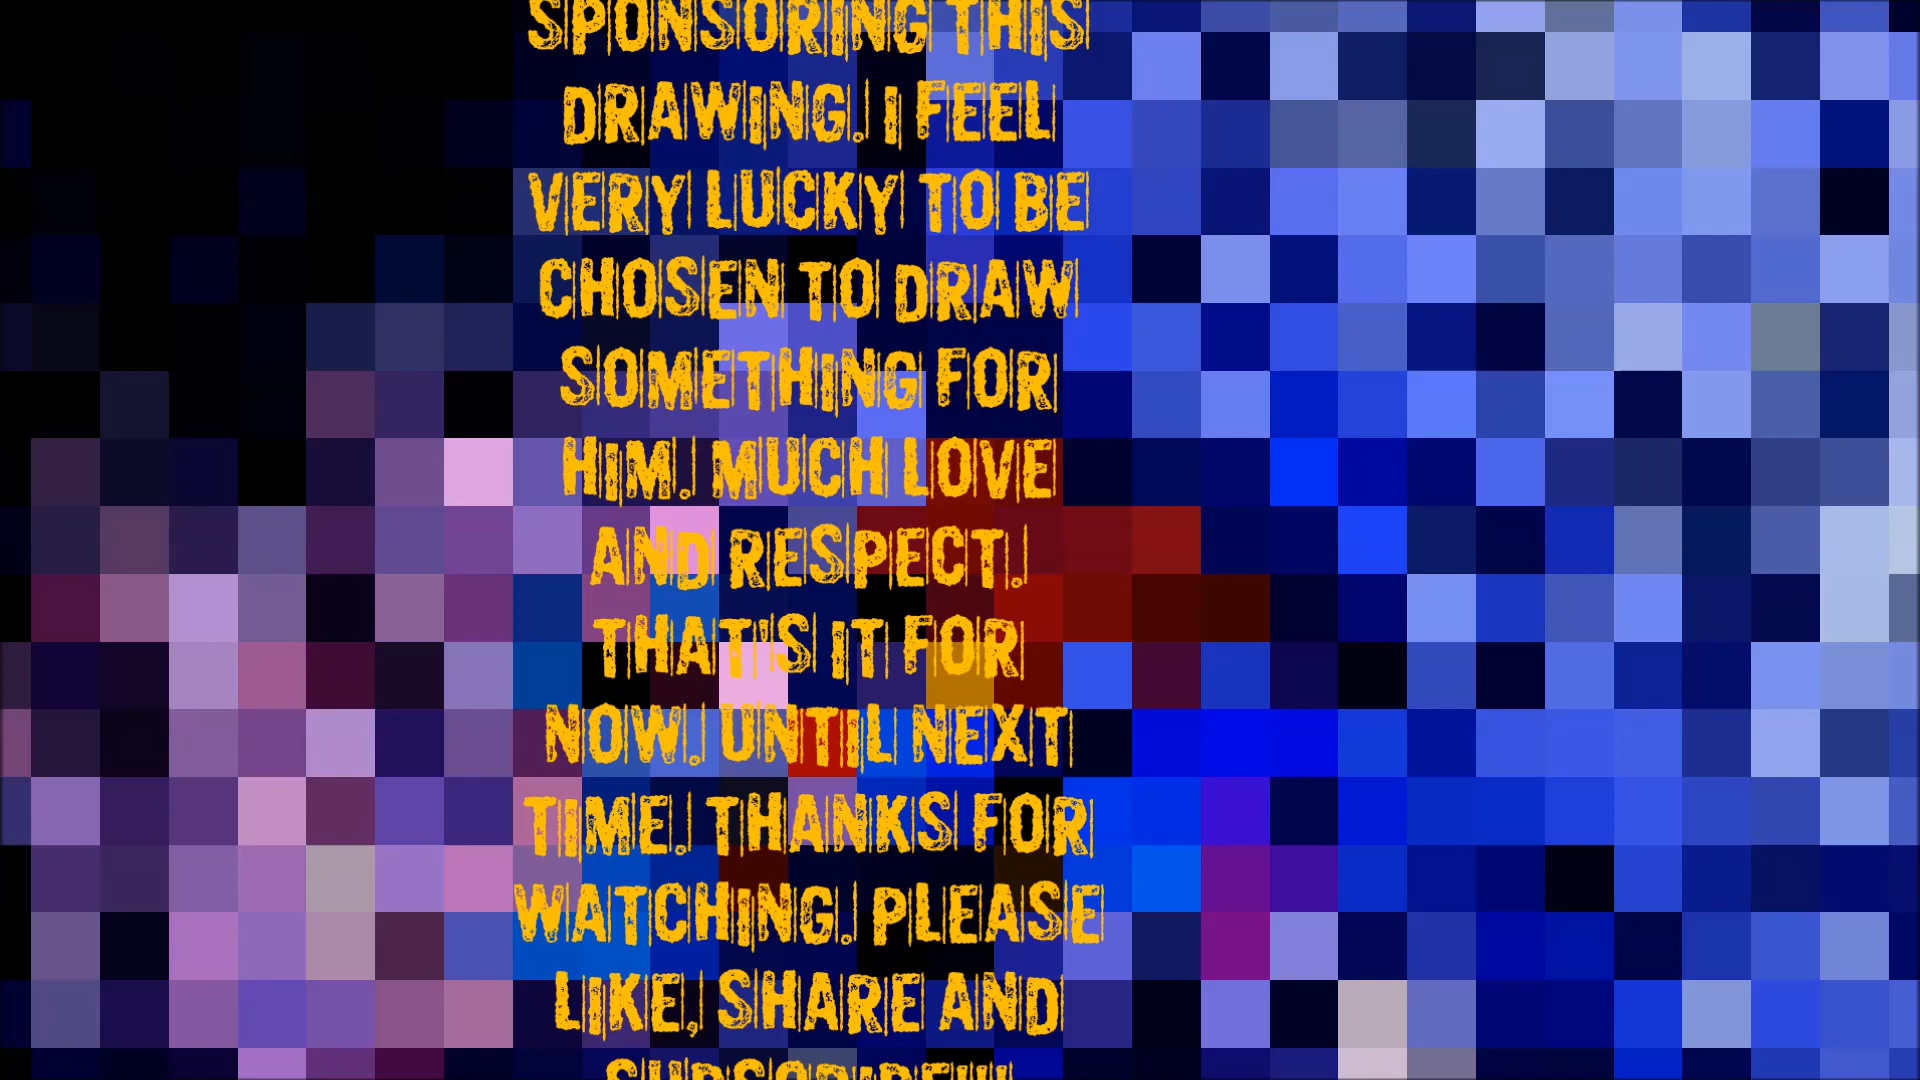 SPONSORING THIS
DRAWING. I FEEL
VERY LUCKY TO BE
CHOSEN TO DRAW
SOMETHING FOR
HIM. MUCH LOVE
AND RESPECT.
THAT'S IT FOR
NOW. UNTIL NEXT
TIME. THANKS FOR
WATCHING. PLEASE
LIKE, SHARE AND
SUBSCRIBE!!!